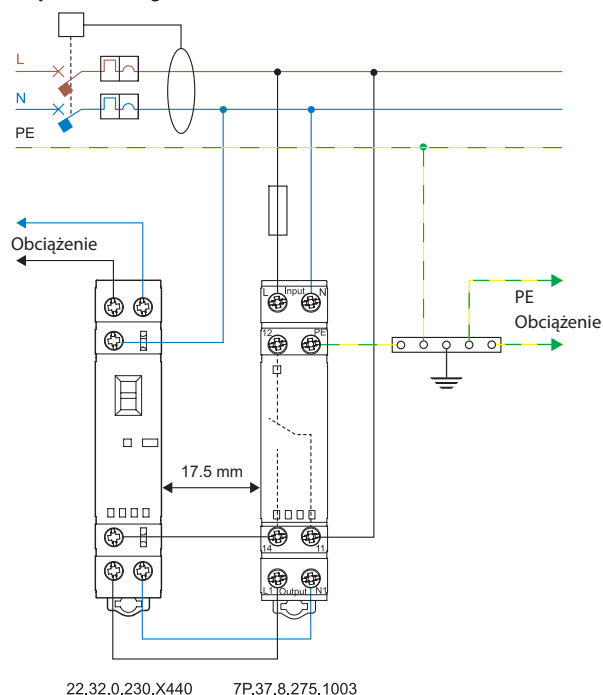 L
N
PE
Obciążenie
L Input N
12 PE
PE
Obciążenie
17.5 mm
14 11
L1 Output N1
22.32.0.230.X440 7P.37.8.275.1003